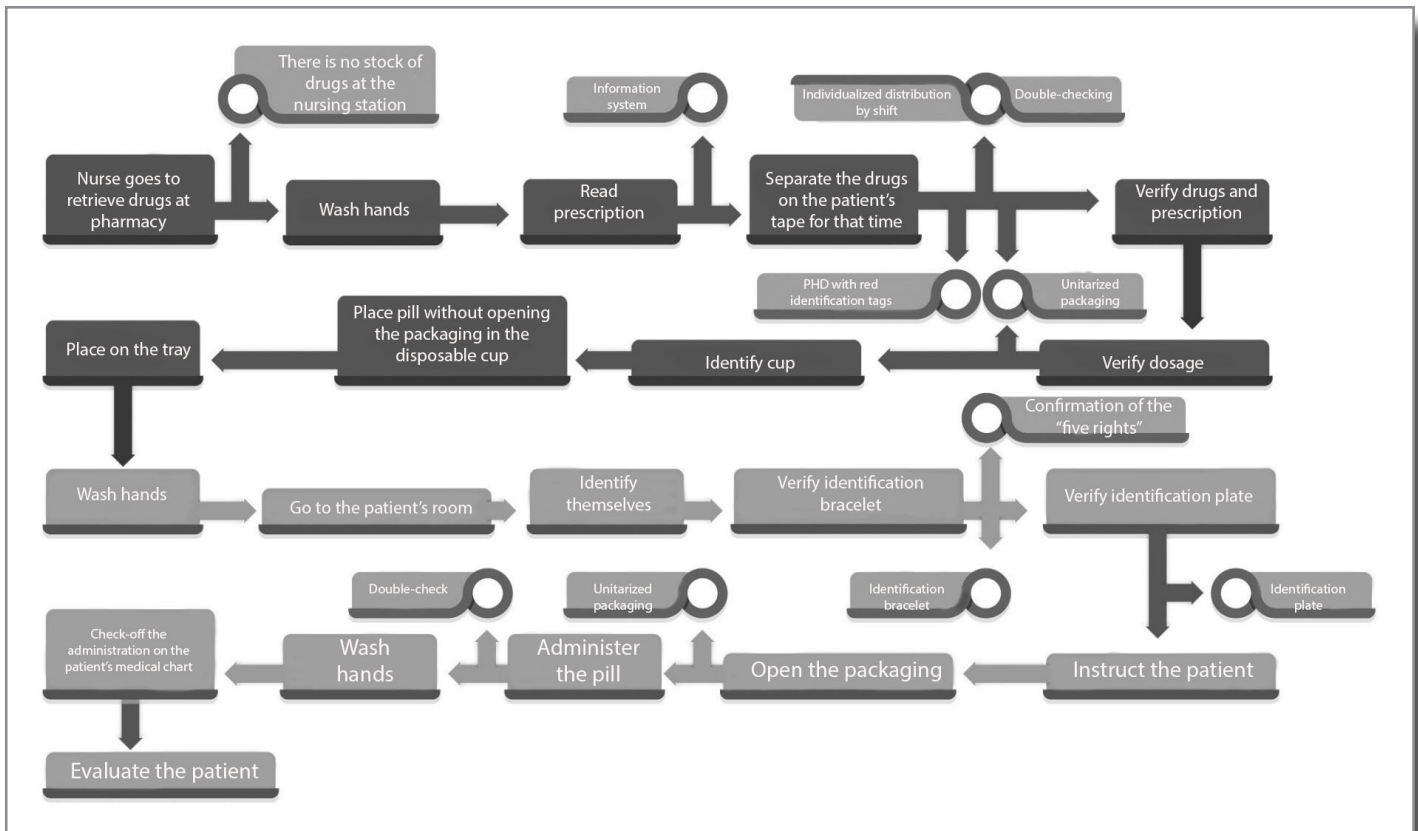 There is no stock of
drugs at the
nursing station
Information
system
Individualized distribution
by shift
Double-checking
Nurse goes to
retrieve drugs at
pharmacy
Wash hands
Read
prescription
Separate the drugs
on the patient's
tape for that time
Verify drugs and
prescription
PHD with red
identification tags
Unitarized
packaging
Place on the tray
Place pill without opening
the packaging in the
disposable cup
Identify cup
Verify dosage
Confirmation of the
“five rights”
Wash hands
Go to the patient's room
Identify
themselves
Verify identification
bracelet
Verify identification plate
Double-check
Unitarized
packaging
Identification
bracelet
Identification
plate
Check-off the
administration on the
patient's medical chart
Wash
hands
Administer
the pill
Open the packaging
Instruct the patient
Evaluate the patient